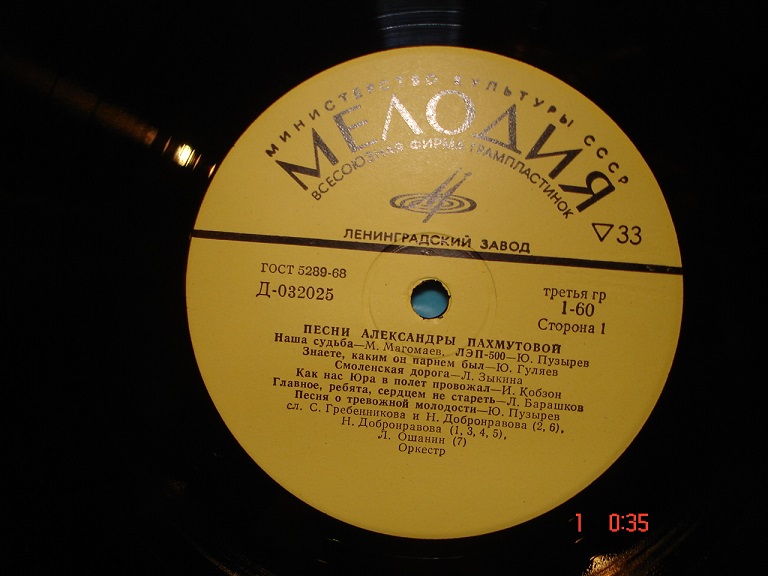 МИНИСТЕРСТВО КУЛЬТУРЫ СССР
МЕЛОДИЯ
ВСЕСОЮЗНАЯ ФИРМА ГРАМПЛАСТИНОК
33
ЛЕНИНГРАДСКИЙ ЗАВОД
ГОСТ 5289-68
Д-032025
третья гр
1-60
Сторона 1
ПЕСНИ АЛЕКСАНДРЫ ПАХМУТОВОЙ
Наша судьба—М. Магомаев, ЛЭП-500—Ю. Пузырев
Знаете, каким он парнем был—Ю. Гуляев
Смоленская дорога—Л. Зыкина
Как нас Юра в полет провожал—И. Кобзон
Главное, ребята, сердцем не стареть—Л. Барашков
Песня о тревожной молодости—Ю. Пузырев
сл. С. Гребенникова и Н. Добронравова (2, 6),
Н. Добронравова (1, 3, 4, 5),
Л. Ошанин (7)
Оркестр
1 0:35